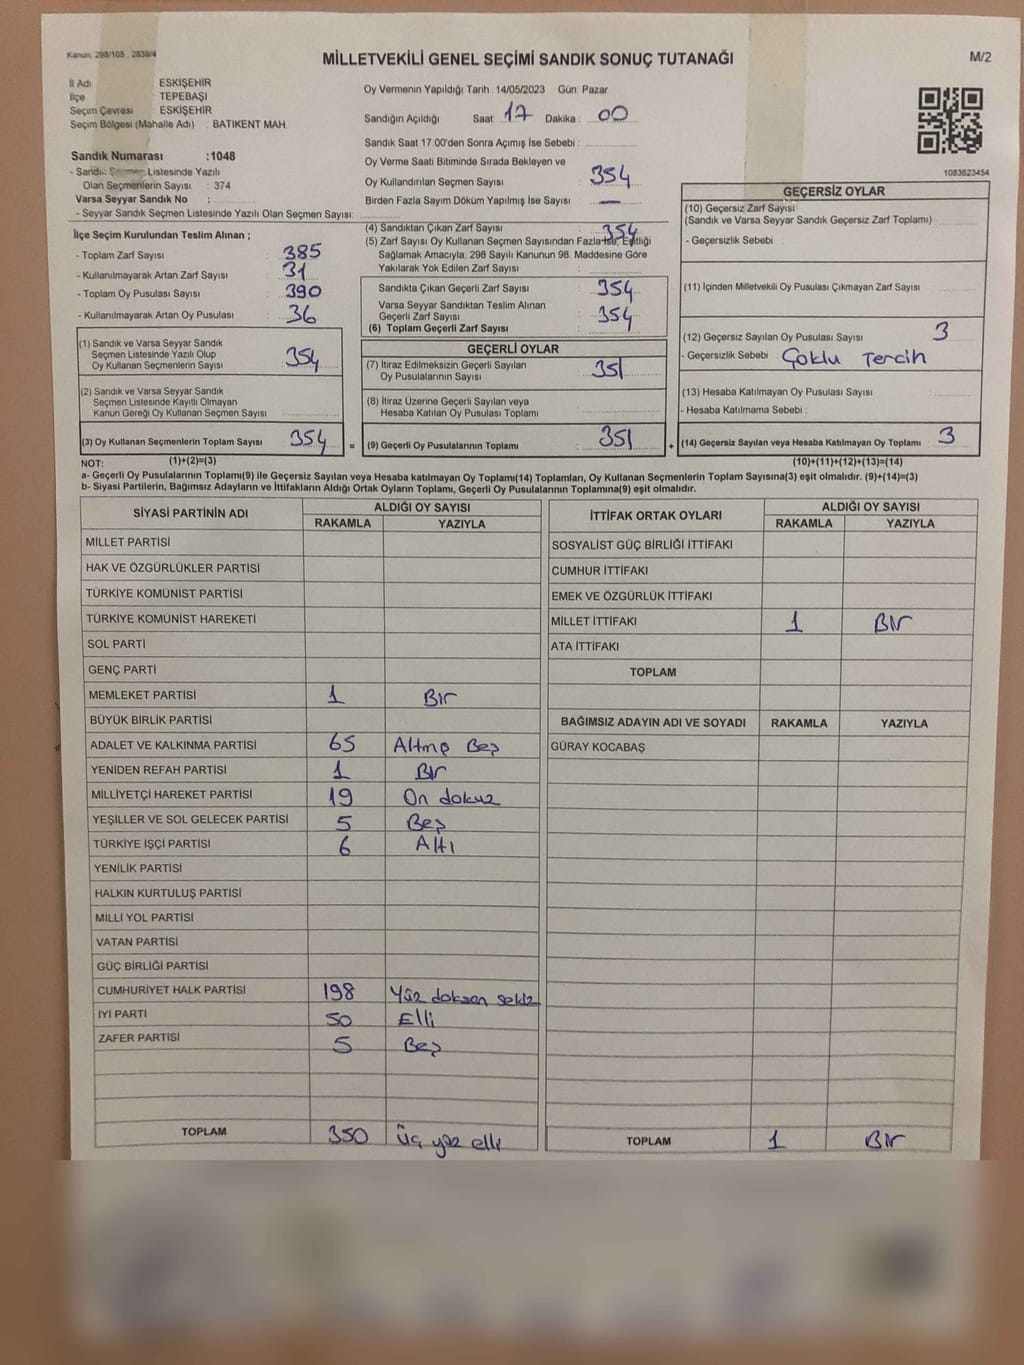 Kanun: 298/105 , 2839/4
MİLLETVEKİLİ GENEL SEÇİMİ SANDIK SONUÇ TUTANAĞI
M/2
İl Adı ESKİŞEHİR
İlçe TEPEBAŞI
Seçim Çevresi ESKİŞEHİR
Seçim Bölgesi (Mahalle Adı) : BATIKENT MAH.
Sandık Numarası :1048
- Sandık Seçmen Listesinde Yazılı
Olan Seçmenlerin Sayısı : 374
Varsa Seyyar Sandık No :
- Seyyar Sandık Seçmen Listesinde Yazılı Olan Seçmen Sayısı:
Oy Vermenin Yapıldığı Tarih :14/05/2023 Gün: Pazar
Sandığın Açıldığı Saat: 17 Dakika : 00
Sandık Saat 17 00'den Sonra Açımış İse Sebebi :
Oy Verme Saati Bitiminde Sırada Bekleyen ve
Oy Kullandırılan Seçmen Sayısı : 354
Birden Fazla Sayım Döküm Yapılmış İse Sayısı : —
1083623454
İlçe Seçim Kurulundan Teslim Alınan ;
- Toplam Zarf Sayısı : 385
- Kullanılmayarak Artan Zarf Sayısı : 31
- Toplam Oy Pusulası Sayısı : 390
- Kullanılmayarak Artan Oy Pusulası : 36
(1) Sandık ve Varsa Seyyar Sandık
Seçmen Listesinde Yazılı Olup
Oy Kullanan Seçmenlerin Sayısı : 354
(2) Sandık ve Varsa Seyyar Sandık
Seçmen Listesinde Kayıtlı Olmayan
Kanun Gereği Oy Kullanan Seçmen Sayısı :
(3) Oy Kullanan Seçmenlerin Toplam Sayısı : 354
(1)+(2)=(3)
(4) Sandıktan Çıkan Zarf Sayısı : 354
(5) Zarf Sayısı Oy Kullanan Seçmen Sayısından Fazla İse, Eşitliği
Sağlamak Amacıyla, 298 Sayılı Kanunun 98. Maddesine Göre
Yakılarak Yok Edilen Zarf Sayısı :
Sandıkta Çıkan Geçerli Zarf Sayısı : 354
Varsa Seyyar Sandıktan Teslim Alınan
Geçerli Zarf Sayısı : 354
(6) Toplam Geçerli Zarf Sayısı :
GEÇERLİ OYLAR
(7) İtiraz Edilmeksizin Geçerli Sayılan
Oy Pusulalarının Sayısı : 351
(8) İtiraz Üzerine Geçerli Sayılan veya
Hesaba Katılan Oy Pusulası Toplamı :
= (9) Geçerli Oy Pusulalarının Toplamı : 351 +
GEÇERSİZ OYLAR
(10) Geçersiz Zarf Sayısı
(Sandık ve Varsa Seyyar Sandık Geçersiz Zarf Toplamı) :
- Geçersizlik Sebebi :
(11) İçinden Milletvekili Oy Pusulası Çıkmayan Zarf Sayısı :
(12) Geçersiz Sayılan Oy Pusulası Sayısı : 3
- Geçersizlik Sebebi : Çoklu Tercih
(13) Hesaba Katılmayan Oy Pusulası Sayısı :
- Hesaba Katılmama Sebebi :
(14) Geçersiz Sayılan veya Hesaba Katılmayan Oy Toplamı : 3
(10)+(11)+(12)+(13)=(14)
NOT:
a- Geçerli Oy Pusulalarının Toplamı(9) ile Geçersiz Sayılan veya Hesaba katılmayan Oy Toplamı(14) Toplamları, Oy Kullanan Seçmenlerin Toplam Sayısına(3) eşit olmalıdır. (9)+(14)=(3)
b- Siyasi Partilerin, Bağımsız Adayların ve İttifakların Aldığı Ortak Oyların Toplamı, Geçerli Oy Pusulalarının Toplamına(9) eşit olmalıdır.
SİYASİ PARTİNİN ADI ALDIĞI OY SAYISI
RAKAMLA YAZIYLA
MİLLET PARTİSİ
HAK VE ÖZGÜRLÜKLER PARTİSİ
TÜRKİYE KOMÜNİST PARTİSİ
TÜRKİYE KOMÜNİST HAREKETİ
SOL PARTİ
GENÇ PARTİ
MEMLEKET PARTİSİ 1 Bir
BÜYÜK BİRLİK PARTİSİ
ADALET VE KALKINMA PARTİSİ 65 Altmış Beş
YENİDEN REFAH PARTİSİ 1 Bir
MİLLİYETÇİ HAREKET PARTİSİ 19 On dokuz
YEŞİLLER VE SOL GELECEK PARTİSİ 5 Beş
TÜRKİYE İŞÇİ PARTİSİ 6 Altı
YENİLİK PARTİSİ
HALKIN KURTULUŞ PARTİSİ
MİLLİ YOL PARTİSİ
VATAN PARTİSİ
GÜÇ BİRLİĞİ PARTİSİ
CUMHURİYET HALK PARTİSİ 198 Yüz doksan sekiz
İYİ PARTİ 50 Elli
ZAFER PARTİSİ 5 Beş
TOPLAM 350 Üç yüz elli
İTTİFAK ORTAK OYLARI ALDIĞI OY SAYISI
RAKAMLA YAZIYLA
SOSYALİST GÜÇ BİRLİĞİ İTTİFAKI
CUMHUR İTTİFAKI
EMEK VE ÖZGÜRLÜK İTTİFAKI
MİLLET İTTİFAKI 1 Bir
ATA İTTİFAKI
TOPLAM
BAĞIMSIZ ADAYIN ADI VE SOYADI RAKAMLA YAZIYLA
GÜRAY KOCABAŞ
TOPLAM 1 Bir